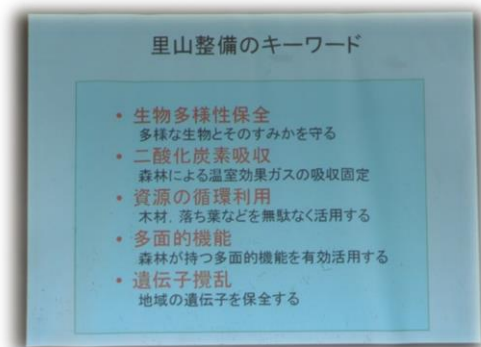 里山整備のキーワード
• 生物多様性保全
多様な生物とそのすみかを守る
• 二酸化炭素吸収
森林による温室効果ガスの吸収固定
• 資源の循環利用
木材、落ち葉などを無駄なく活用する
• 多面的機能
森林が持つ多面的機能を有効活用する
• 遺伝子攪乱
地域の遺伝子を保全する